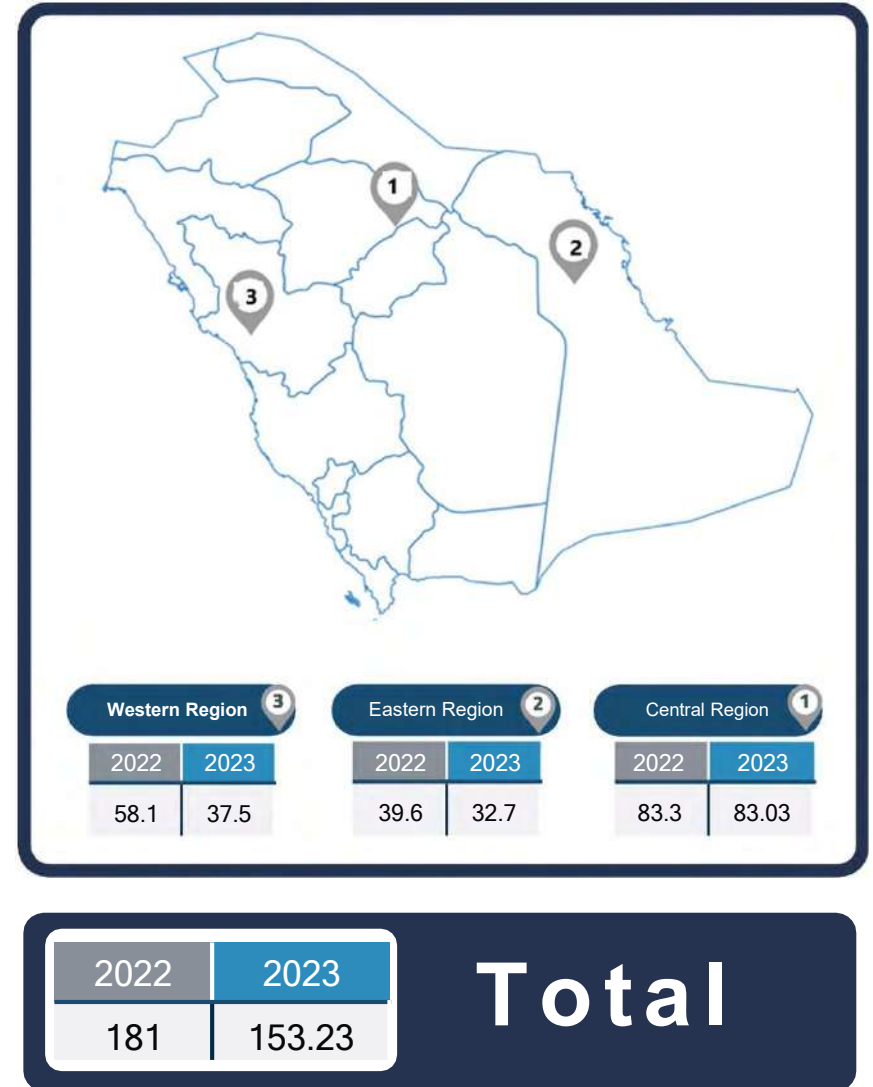 1
2
3
Western Region 3
2022 2023
58.1 37.5
Eastern Region 2
2022 2023
39.6 32.7
Central Region 1
2022 2023
83.3 83.03
2022 2023
181 153.23
Total